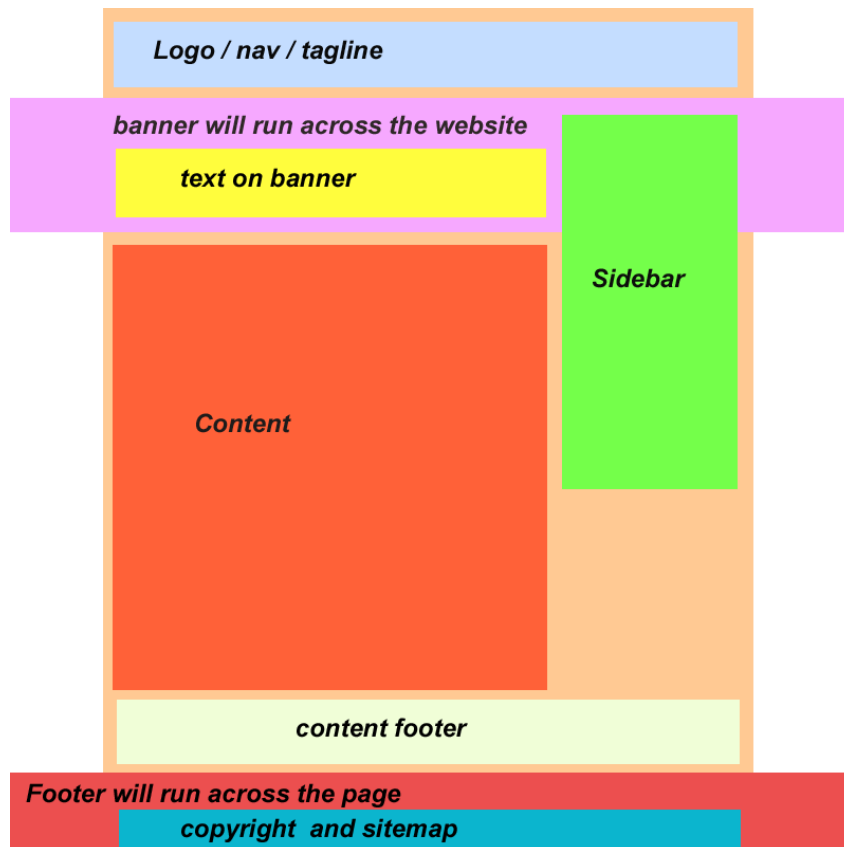 Logo / nav / tagline
banner will run across the website
text on banner
Sidebar
Content
content footer
Footer will run across the page
copyright and sitemap